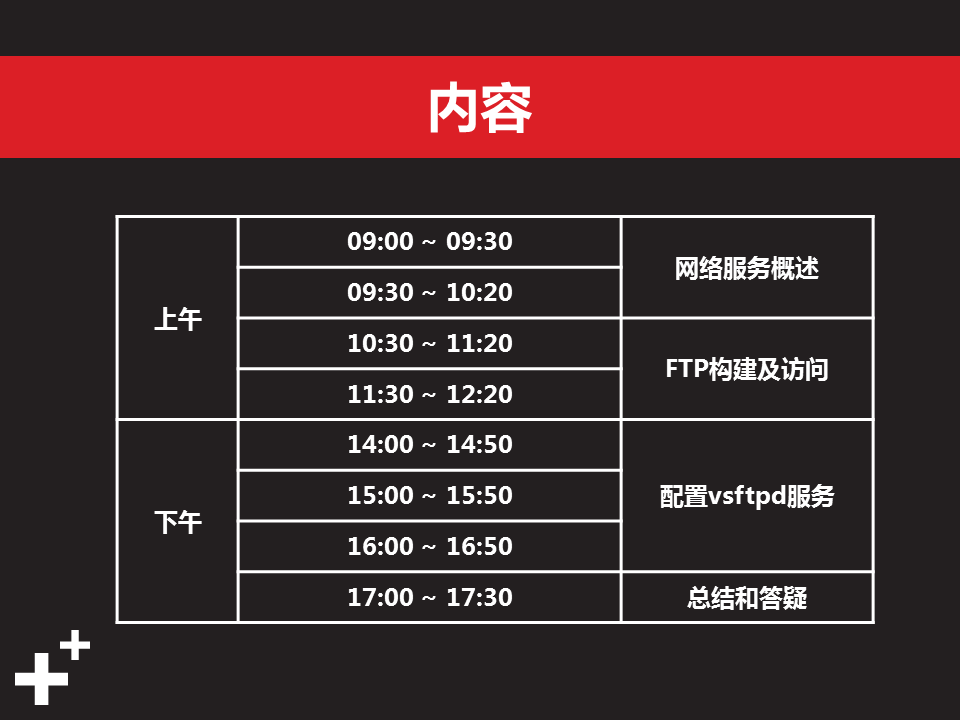 内容
上午
09:00 ~ 09:30
网络服务概述
09:30 ~ 10:20
10:30 ~ 11:20
FTP构建及访问
11:30 ~ 12:20
下午
14:00 ~ 14:50
配置vsftpd服务
15:00 ~ 15:50
16:00 ~ 16:50
17:00 ~ 17:30
总结和答疑